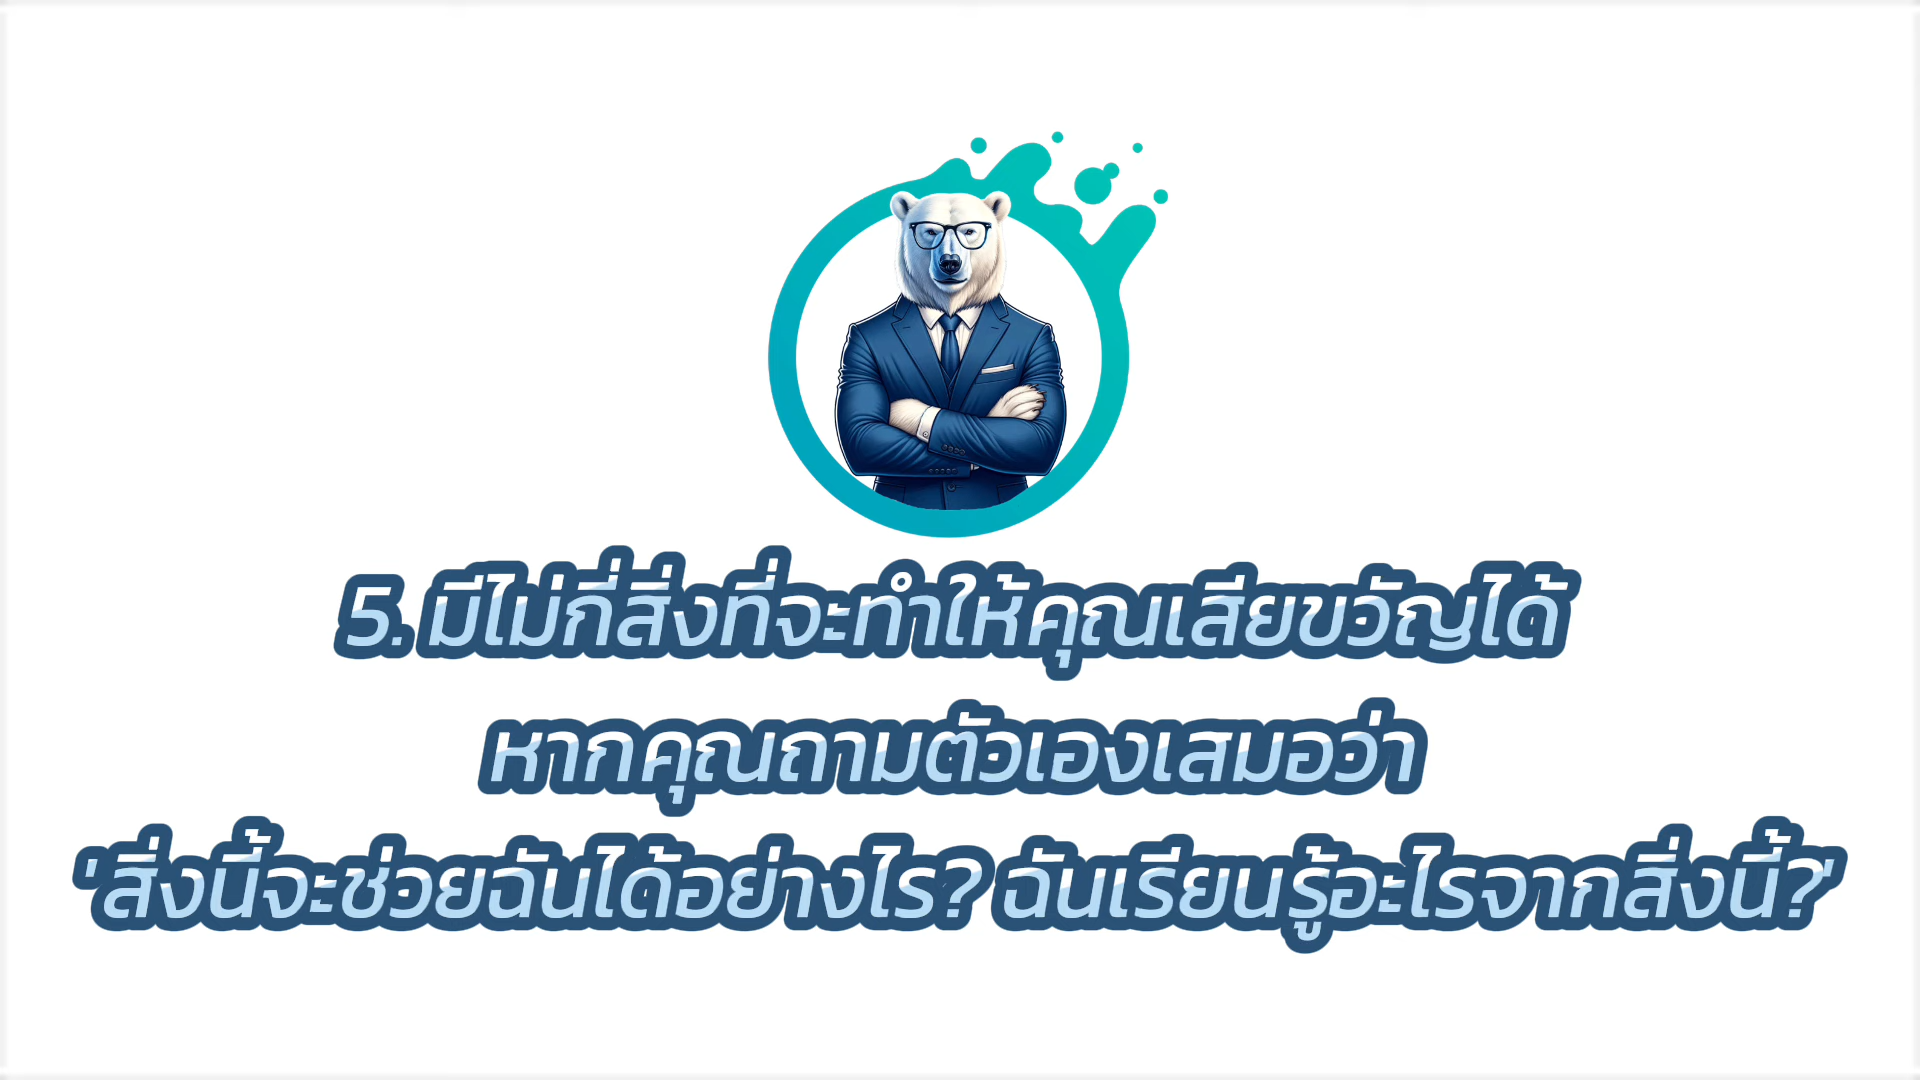 5. มีไม่กี่สิ่งที่จะทำให้คุณเสียขวัญได้
หากคุณถามตัวเองเสมอว่า
'สิ่งนี้จะช่วยฉันได้อย่างไร? ฉันเรียนรู้อะไรจากสิ่งนี้?'